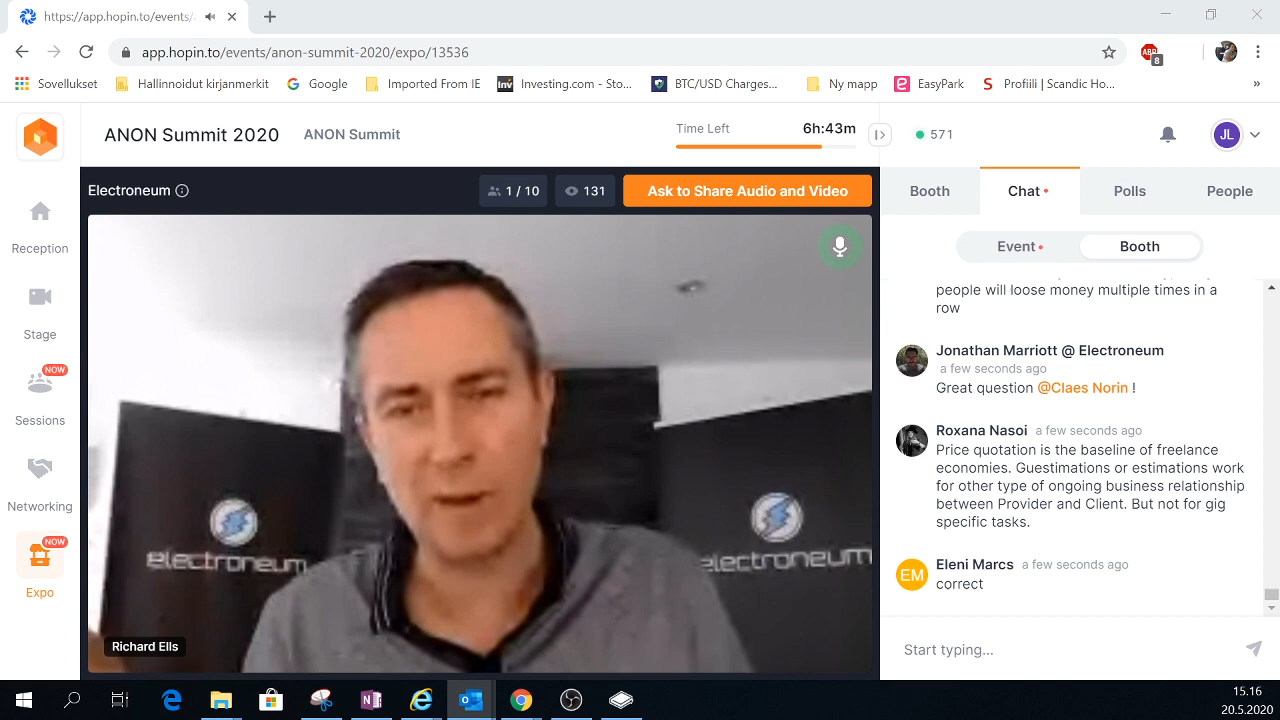 https://app.hopin.to/events/
app.hopin.to/events/anon-summit-2020/expo/13536
ABP
8
Sovellukset
Hallinnoidut kirjanmerkit
Google
Imported From IE
Inv
Investing.com - Sto...
BTC/USD Charges...
Ny mapp
EasyPark
Profiili | Scandic Ho...
»
ANON Summit 2020
ANON Summit
Time Left
6h:43m
571
JL
Reception
Stage
NOW
Sessions
Networking
NOW
Expo
Electroneum
1 / 10
131
Ask to Share Audio and Video
electroneum
electroneum
Richard Ells
Booth
Chat
Polls
People
Event
Booth
people will loose money multiple times in a
row
Jonathan Marriott @ Electroneum
a few seconds ago
Great question @Claes Norin !
Roxana Nasoi a few seconds ago
Price quotation is the baseline of freelance
economies. Guestimations or estimations work
for other type of ongoing business relationship
between Provider and Client. But not for gig
specific tasks.
EM
Eleni Marcs a few seconds ago
correct
Start typing...
15.16
20.5.2020